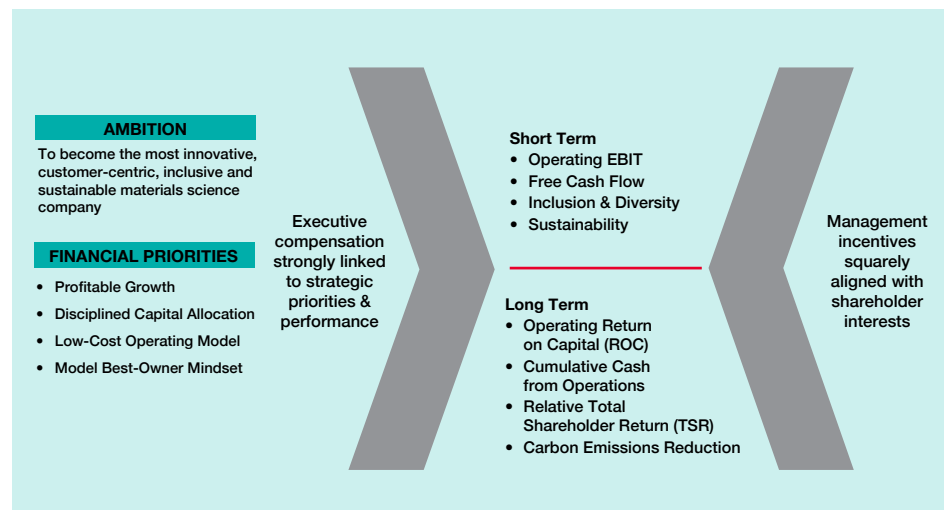 AMBITION
To become the most innovative,
customer-centric, inclusive and
sustainable materials science
company
FINANCIAL PRIORITIES
• Profitable Growth
• Disciplined Capital Allocation
• Low-Cost Operating Model
• Model Best-Owner Mindset
Executive
compensation
strongly linked
to strategic
priorities &
performance
Short Term
• Operating EBIT
• Free Cash Flow
• Inclusion & Diversity
• Sustainability
Long Term
• Operating Return
on Capital (ROC)
• Cumulative Cash
from Operations
• Relative Total
Shareholder Return (TSR)
• Carbon Emissions Reduction
Management
incentives
squarely
aligned with
shareholder
interests